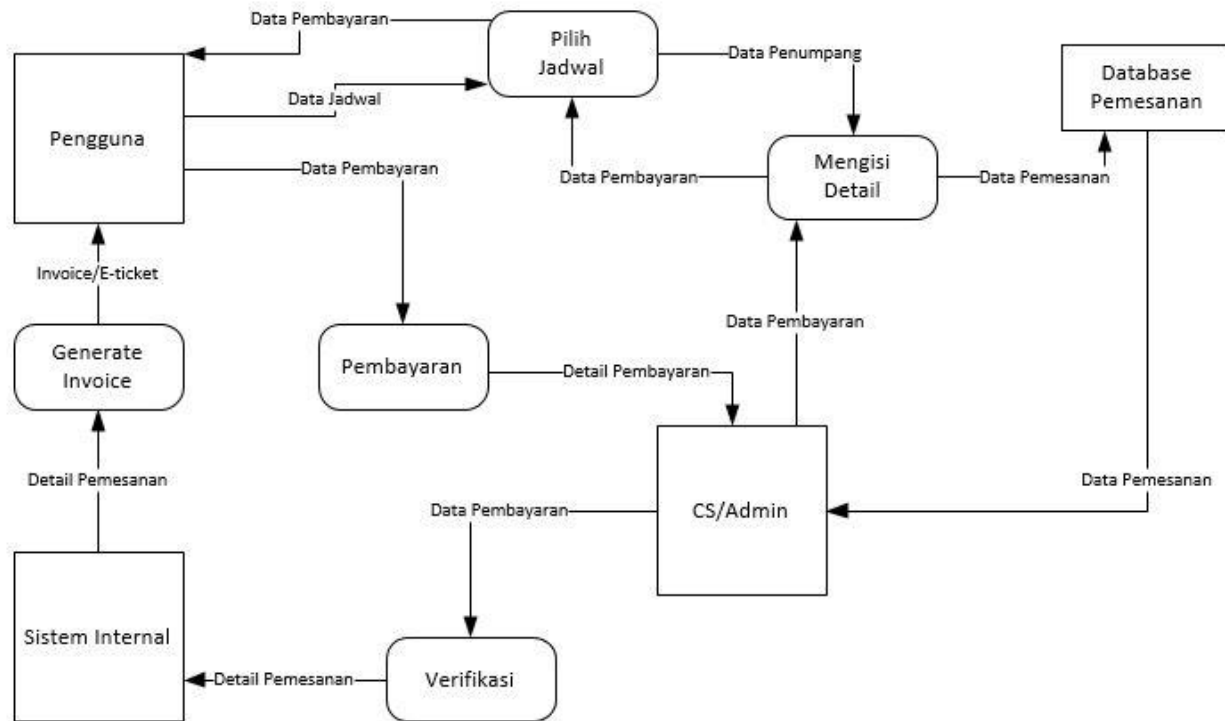 Data Pembayaran
Pilih
Jadwal
Data Penumpang
Database
Pemesanan
Data Jadwal
Pengguna
Data Pembayaran
Data Pembayaran
Mengisi
Detail
Data Pemesanan
Invoice/E-ticket
Data Pembayaran
Generate
Invoice
Pembayaran
Detail Pembayaran
Detail Pemesanan
Data Pemesanan
Data Pembayaran
CS/Admin
Sistem Internal
Detail Pemesanan
Verifikasi